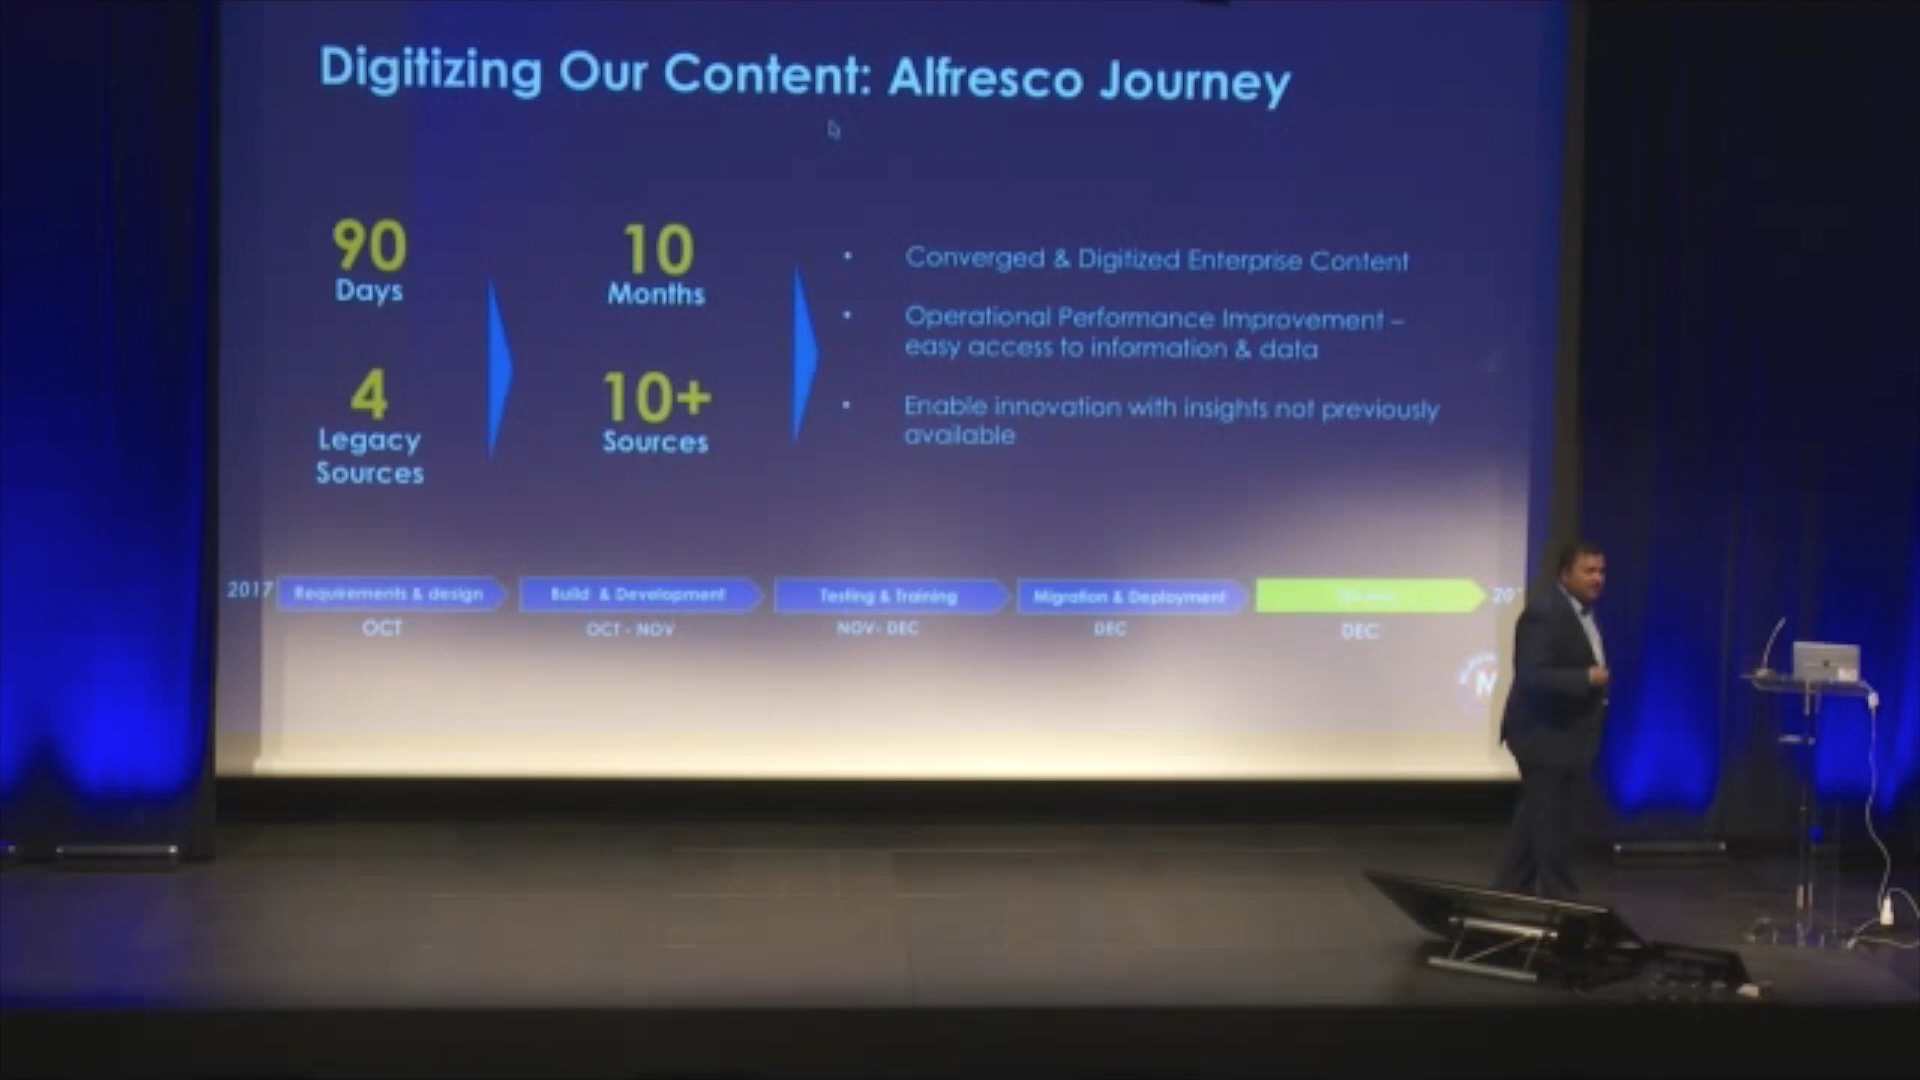 Digitizing Our Content: Alfresco Journey
90
Days
4
Legacy
Sources
10
Months
10+
Sources
• Converged & Digitized Enterprise Content
• Operational Performance Improvement –
easy access to information & data
• Enable innovation with insights not previously
available
2017
Requirements & design
Build & Development
Testing & Training
Migration & Deployment
OCT
OCT - NOV
NOV- DEC
DEC
DEC
M